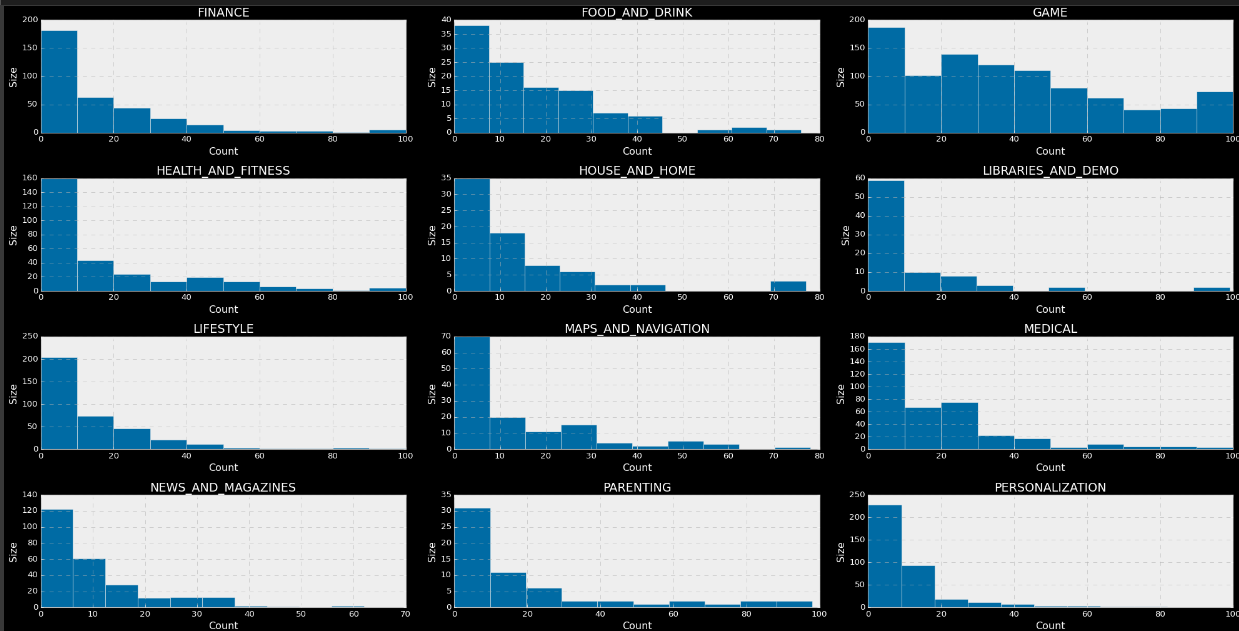 FINANCE
FOOD_AND_DRINK
GAME
200
150
100
50
0
Size
0 20 40 60 80 100
Count
40
35
30
25
20
15
10
5
0
Size
0 10 20 30 40 50 60 70 80
Count
200
150
100
50
0
Size
0 20 40 60 80 100
Count
HEALTH_AND_FITNESS
HOUSE_AND_HOME
LIBRARIES_AND_DEMO
160
140
120
100
80
60
40
20
0
Size
0 20 40 60 80 100
Count
35
30
25
20
15
10
5
0
Size
0 10 20 30 40 50 60 70 80
Count
60
50
40
30
20
10
0
Size
0 20 40 60 80 100
Count
LIFESTYLE
MAPS_AND_NAVIGATION
MEDICAL
250
200
150
100
50
0
Size
0 20 40 60 80 100
Count
70
60
50
40
30
20
10
0
Size
0 10 20 30 40 50 60 70 80
Count
180
160
140
120
100
80
60
40
20
0
Size
0 20 40 60 80 100
Count
NEWS_AND_MAGAZINES
PARENTING
PERSONALIZATION
140
120
100
80
60
40
20
0
Size
0 10 20 30 40 50 60 70
Count
35
30
25
20
15
10
5
0
Size
0 20 40 60 80 100
Count
250
200
150
100
50
0
Size
0 20 40 60 80 100
Count